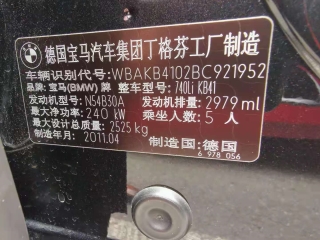 德国宝马汽车集团丁格芬工厂制造
车辆识别代号:WBAKB4102BC921952
品牌:宝马(BMW)牌 整车型号:740Li KB41
发动机型号:N54B30A 发动机排量:2979 ml
最大净功率:240 kW 乘坐人数:5 人
最大设计总质量:2525 kg
制造年月:2011.04 制造国:德国
6 978 056